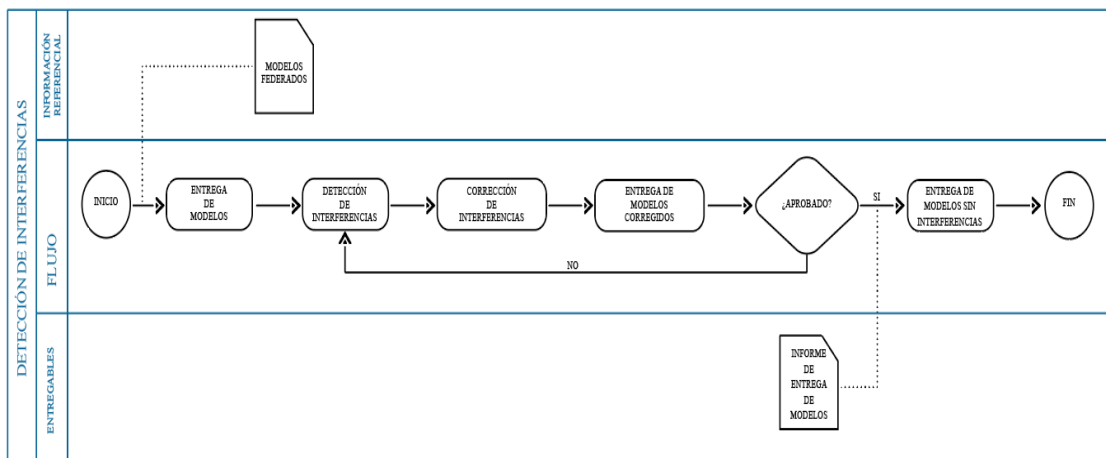 DETECCIÓN DE INTERFERENCIAS
INFORMACIÓN
REFERENCIAL
MODELOS
FEDERADOS
FLUJO
INICIO
ENTREGA
DE
MODELOS
DETECCIÓN
DE
INTERFERENCIAS
CORRECCIÓN
DE
INTERFERENCIAS
ENTREGA DE
MODELOS
CORREGIDOS
¿APROBADO?
SI
ENTREGA DE
MODELOS SIN
INTERFERENCIAS
FIN
NO
ENTREGABLES
INFORME
DE
ENTREGA
DE
MODELOS